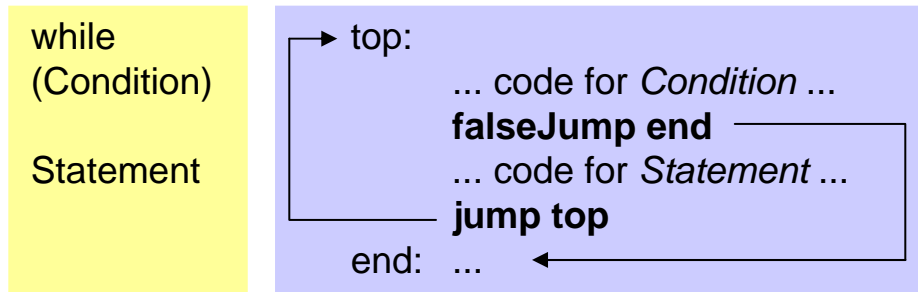 while
(Condition)
Statement
top:
... code for Condition ...
falseJump end
... code for Statement ...
jump top
end: ...